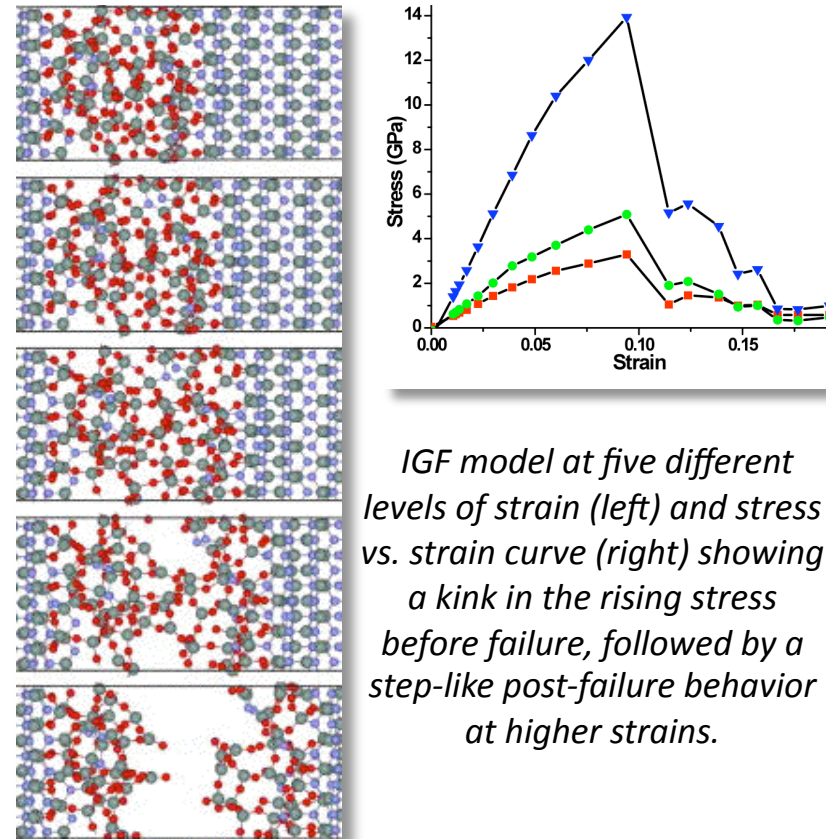 14
12
10
8
6
4
2
0
Stress (GPa)
0.00
0.05
0.10
0.15
Strain
IGF model at five different
levels of strain (left) and stress
vs. strain curve (right) showing
a kink in the rising stress
before failure, followed by a
step-like post-failure behavior
at higher strains.